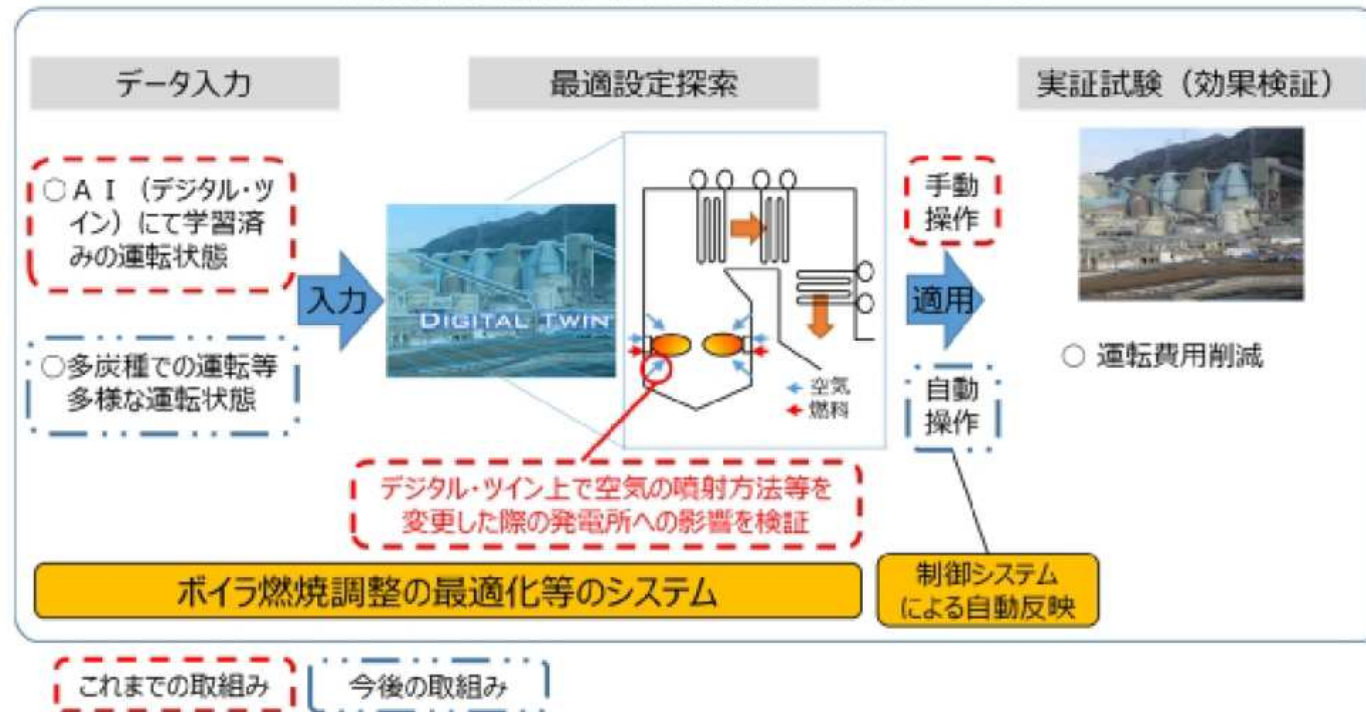 データ入力
最適設定探索
実証試験（効果検証）
○ＡＩ（デジタル・ツ
イン）にて学習済
みの運転状態
○多炭種での運転等
多様な運転状態
入力
DIGITAL TWIN
空気
燃料
手動
操作
適用
自動
操作
○ 運転費用削減
デジタル・ツイン上で空気の噴射方法等を
変更した際の発電所への影響を検証
ボイラ燃焼調整の最適化等のシステム
制御システム
による自動反映
これまでの取組み
今後の取組み